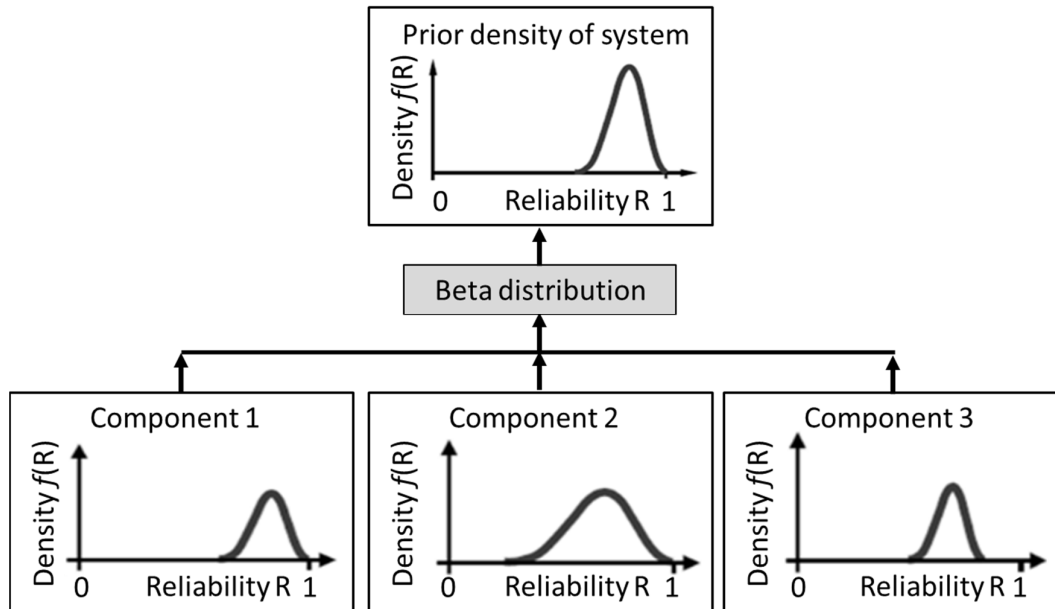 Prior density of system
Density f(R)
0 Reliability R 1
Beta distribution
Component 1
Density f(R)
0 Reliability R 1
Component 2
Density f(R)
0 Reliability R 1
Component 3
Density f(R)
0 Reliability R 1